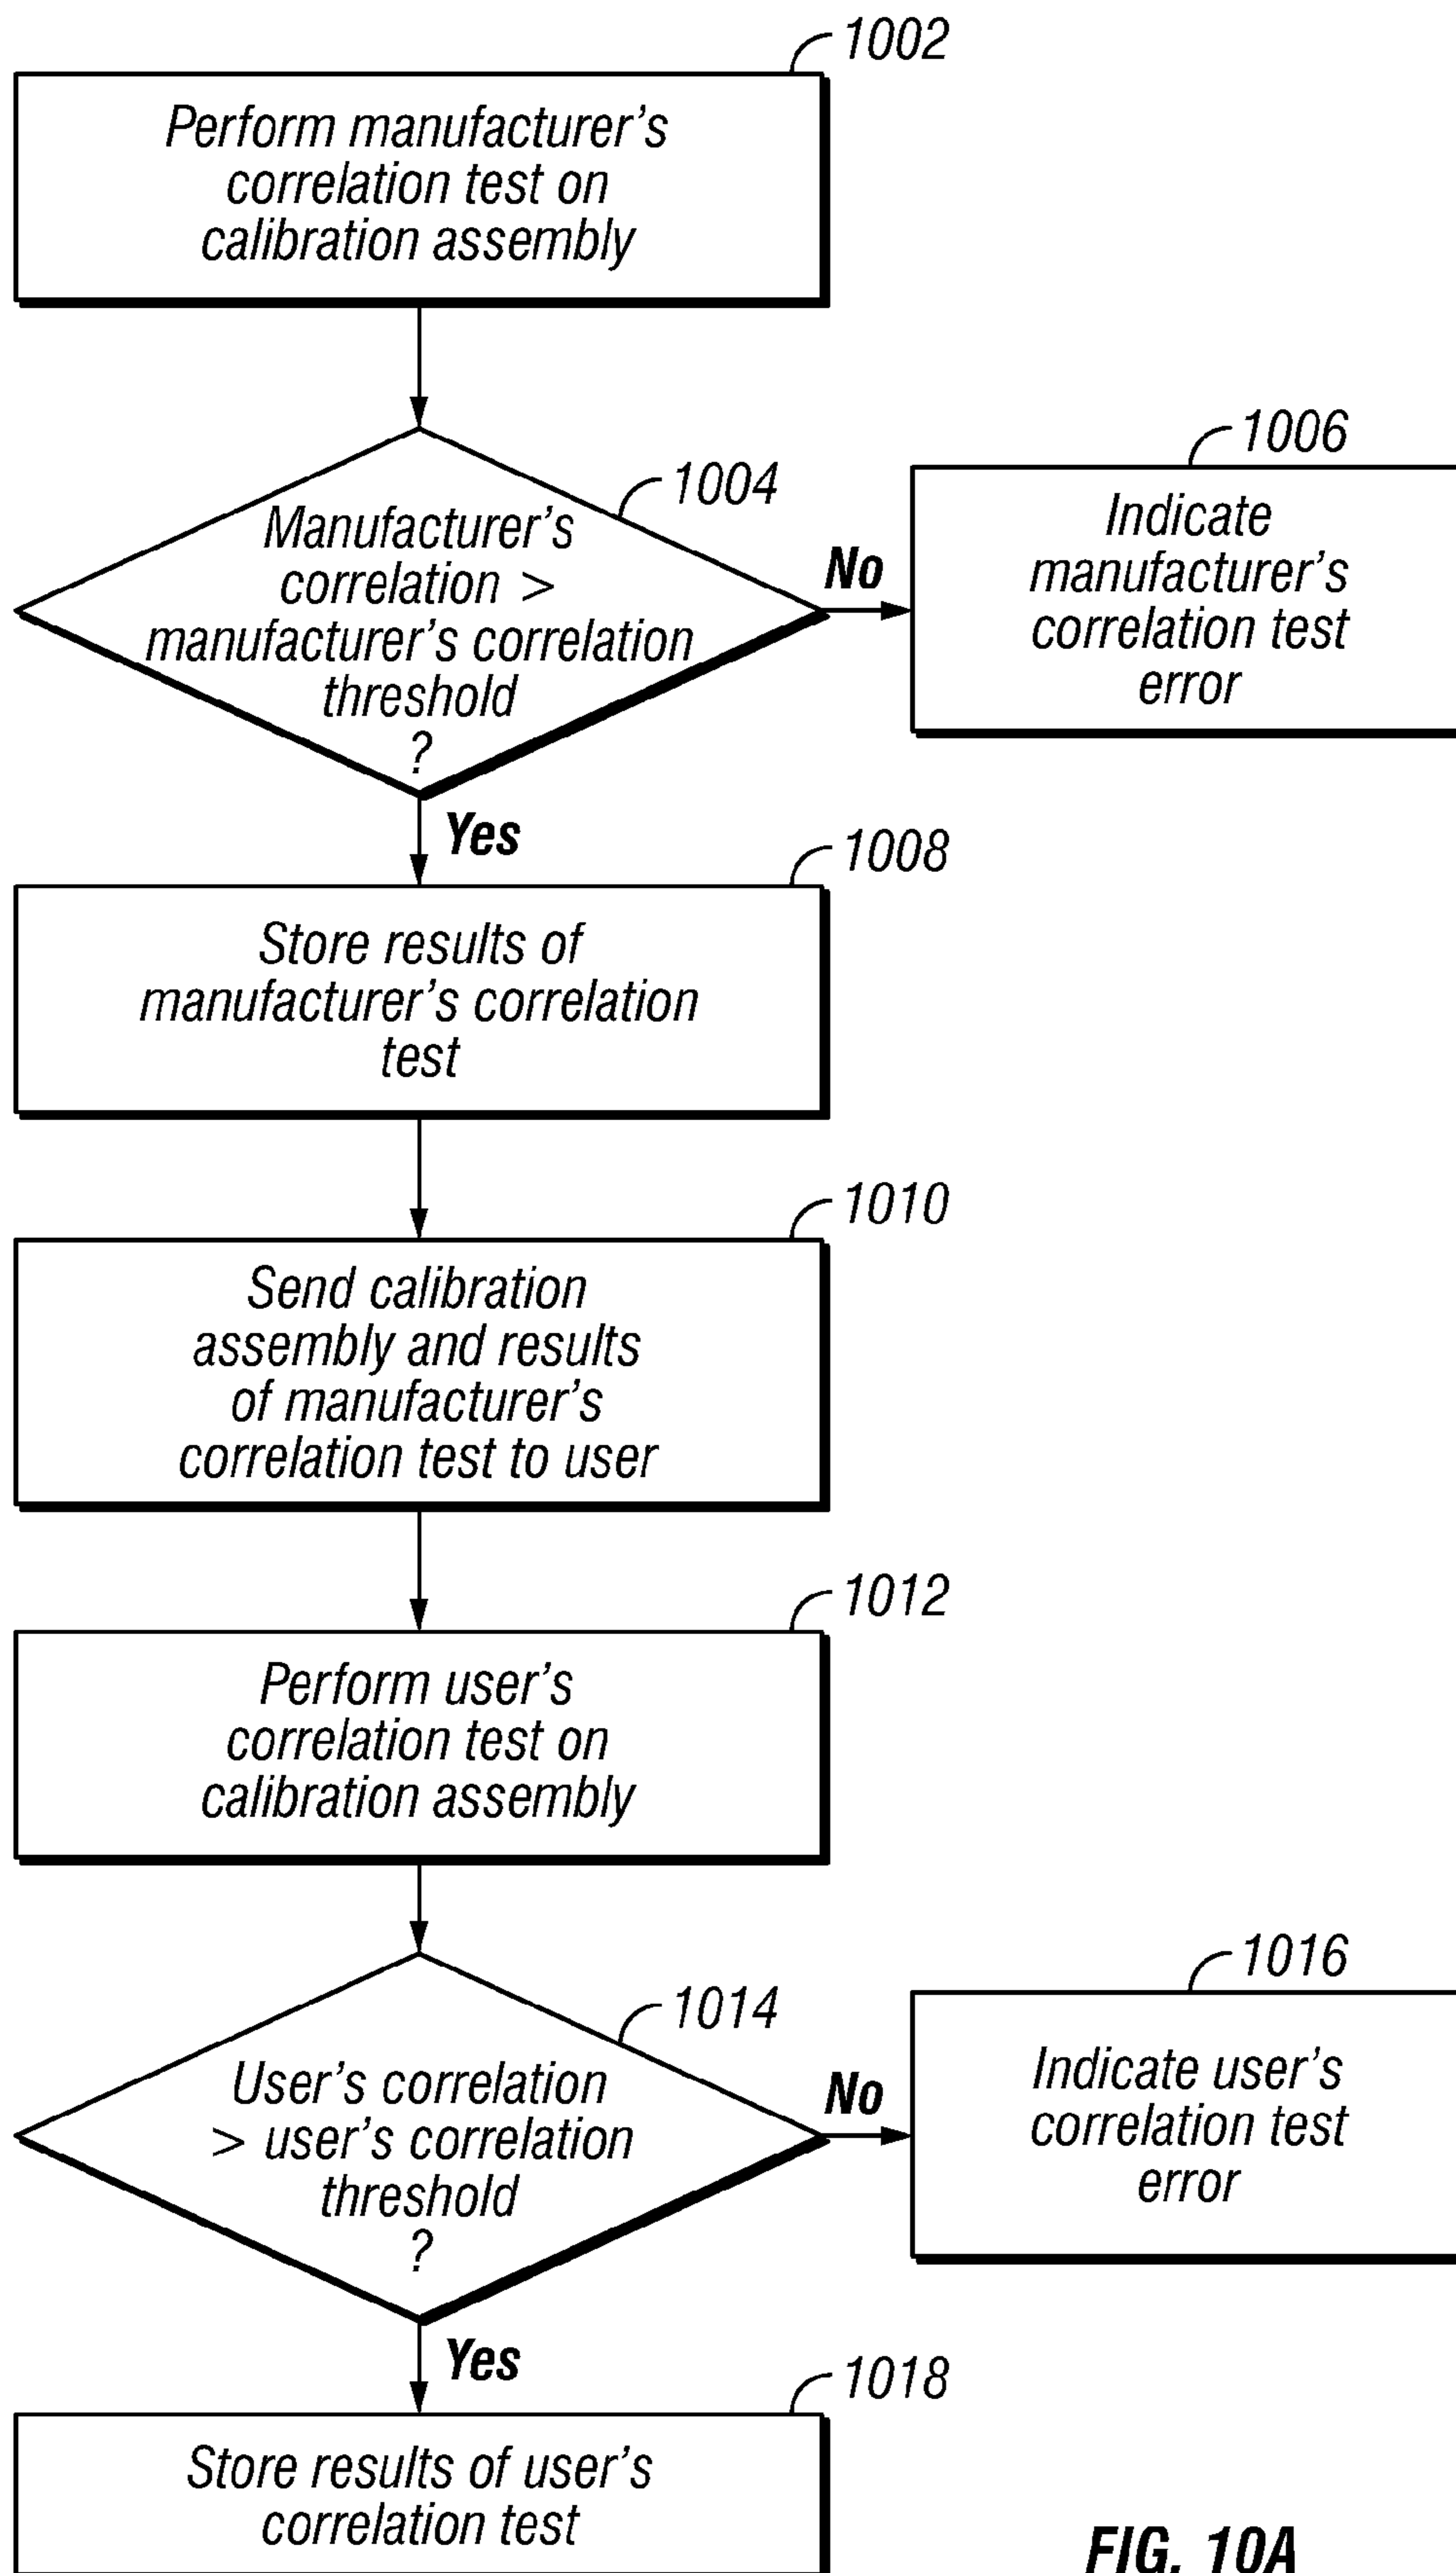 1002
Perform manufacturer's
correlation test on
calibration assembly
1004
Manufacturer's
correlation >
manufacturer's correlation
threshold
?
No
1006
Indicate
manufacturer's
correlation test
error
Yes
1008
Store results of
manufacturer's correlation
test
1010
Send calibration
assembly and results
of manufacturer's
correlation test to user
1012
Perform user's
correlation test on
calibration assembly
1014
User's correlation
> user's correlation
threshold
?
No
1016
Indicate user's
correlation test
error
Yes
1018
Store results of user's
correlation test
FIG. 10A